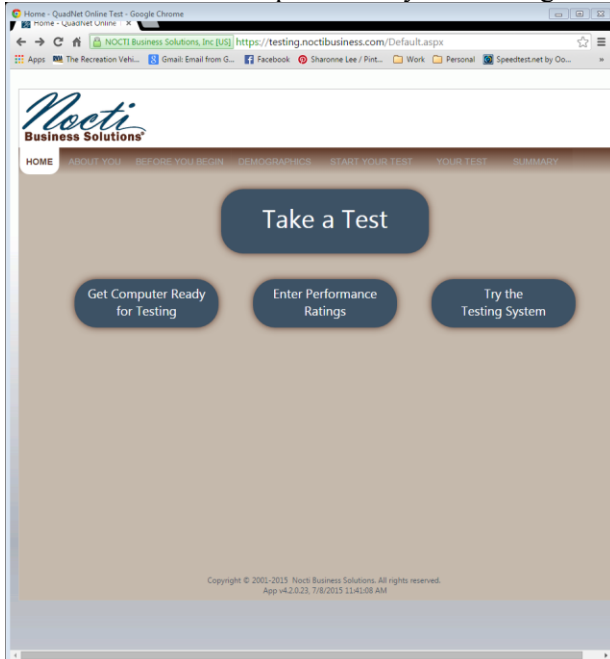 Home - QuadNet Online Test - Google Chrome
Home - QuadNet Online T
NOCTI Business Solutions, Inc [US] https://testing.noctibusiness.com/Default.aspx
Apps The Recreation Vehi... Gmail: Email from G... Facebook Sharonne Lee / Pint... Work Personal Speedtest.net by Oo... »
Nocti
Business Solutions®
HOME ABOUT YOU BEFORE YOU BEGIN DEMOGRAPHICS START YOUR TEST YOUR TEST SUMMARY
Take a Test
Get Computer Ready
for Testing
Enter Performance
Ratings
Try the
Testing System
Copyright © 2001-2015 Nocti Business Solutions. All rights reserved.
App v4.2.0.23, 7/8/2015 11:41:08 AM